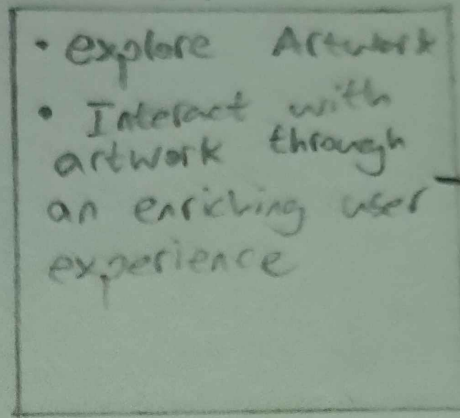 • explore Artwork
• Interact with
artwork through
an enriching user
experience